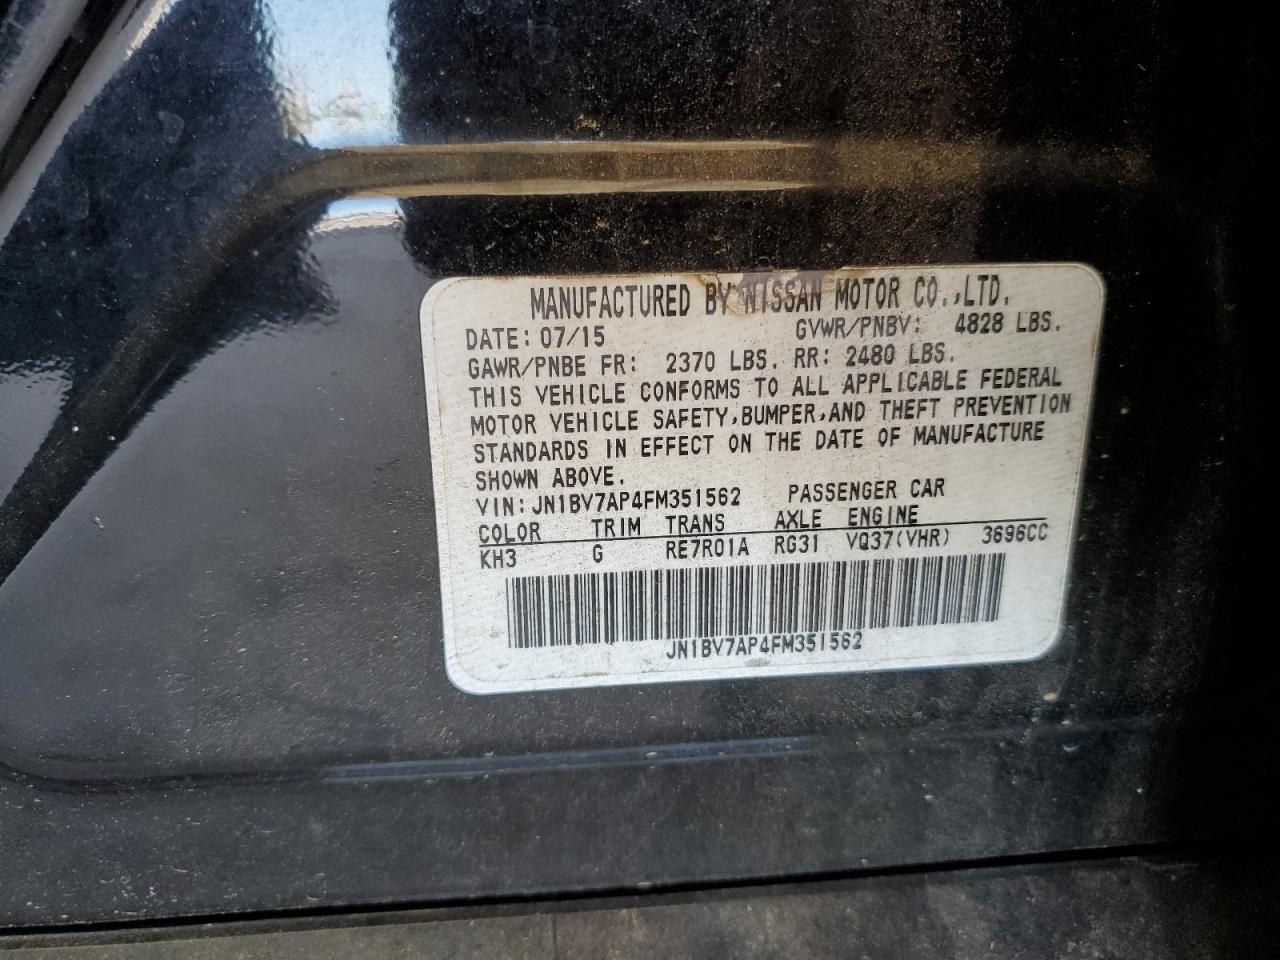 MANUFACTURED BY NISSAN MOTOR CO.,LTD.
DATE: 07/15 GVWR/PNBV: 4828 LBS.
GAWR/PNBE FR: 2370 LBS. RR: 2480 LBS.
THIS VEHICLE CONFORMS TO ALL APPLICABLE FEDERAL
MOTOR VEHICLE SAFETY,BUMPER,AND THEFT PREVENTION
STANDARDS IN EFFECT ON THE DATE OF MANUFACTURE
SHOWN ABOVE.
VIN: JN1BV7AP4FM351562 PASSENGER CAR
COLOR TRIM TRANS AXLE ENGINE
KH3 G RE7R01A RG31 VQ37(VHR) 3696CC
JN1BV7AP4FM351562